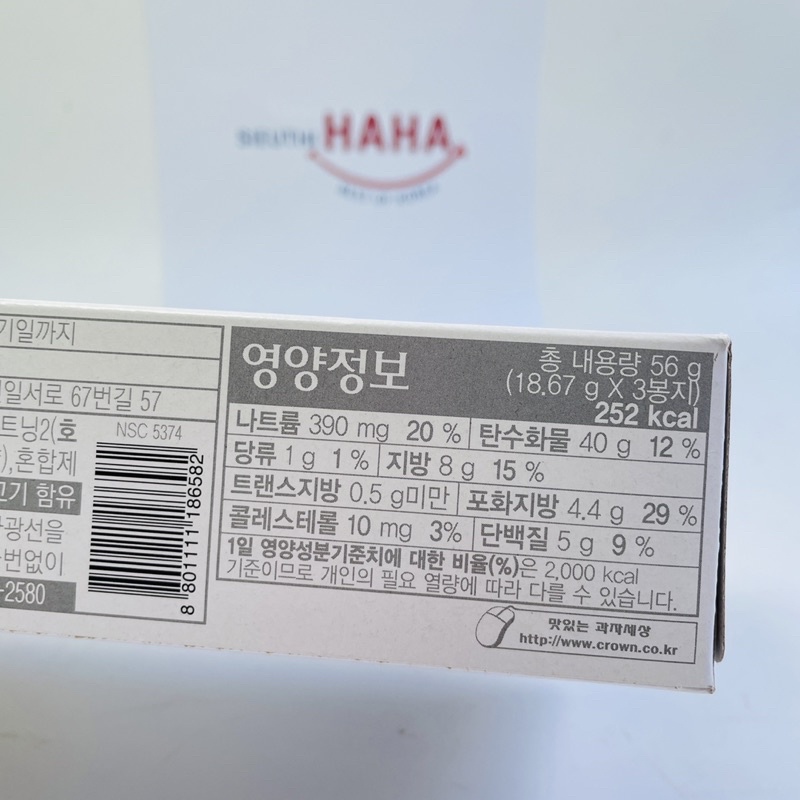 SIEUTHI HAHA
BEST OF KOREA
기일까지
일서로 67번길 57
트닝2(호
,혼합제
고기 함유
광선을
번없이
-2580
NSC 5374
8 801111 186582
영양정보
총 내용량 56 g
(18.67 g X 3봉지)
252 kcal
나트륨 390 mg 20 % 탄수화물 40 g 12 %
당류 1 g 1 % 지방 8 g 15 %
트랜스지방 0.5 g미만 포화지방 4.4 g 29 %
콜레스테롤 10 mg 3% 단백질 5 g 9 %
1일 영양성분기준치에 대한 비율(%)은 2,000 kcal
기준이므로 개인의 필요 열량에 따라 다를 수 있습니다.
맛있는 과자세상
http://www.crown.co.kr